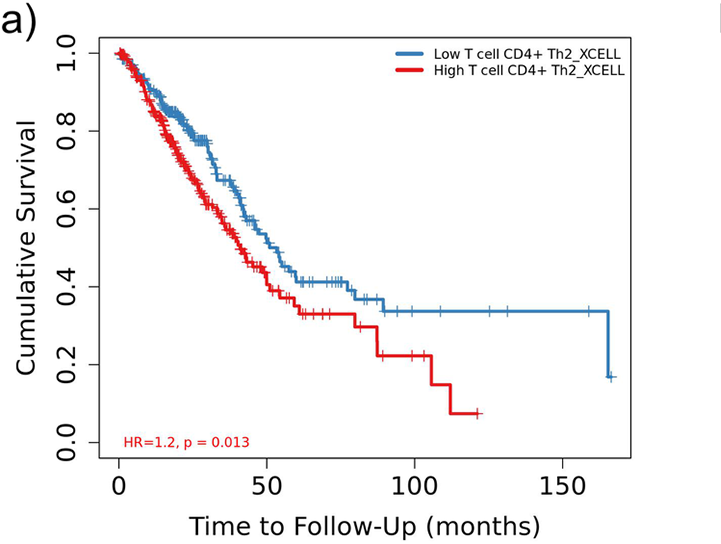 a)
Low T cell CD4+ Th2_XCELL
High T cell CD4+ Th2_XCELL
Cumulative Survival
1.0
0.8
0.6
0.4
0.2
0.0
HR=1.2, p = 0.013
0 50 100 150
Time to Follow-Up (months)